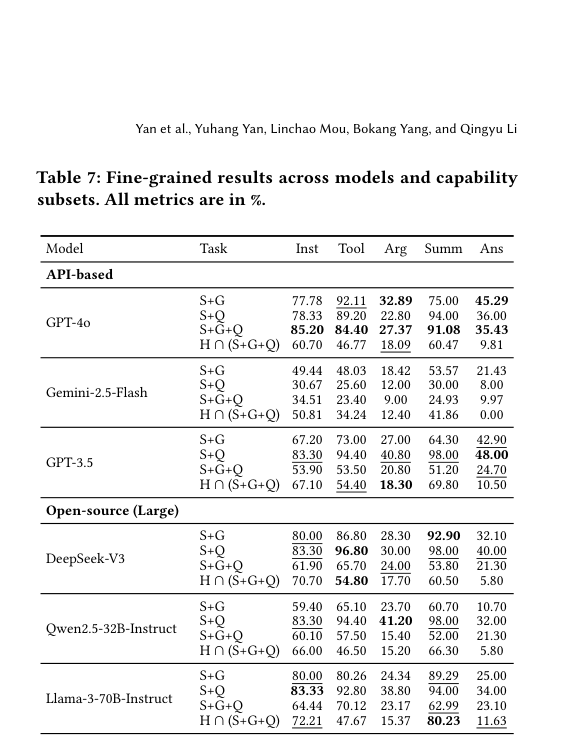 Yan et al., Yuhang Yan, Linchao Mou, Bokang Yang, and Qingyu Li
Table 7: Fine-grained results across models and capability
subsets. All metrics are in %.
Model Task Inst Tool Arg Summ Ans
API-based
GPT-4o
S+G 77.78 92.11 32.89 75.00 45.29
S+Q 78.33 89.20 22.80 94.00 36.00
S+G+Q 85.20 84.40 27.37 91.08 35.43
H ∩ (S+G+Q) 60.70 46.77 18.09 60.47 9.81
Gemini-2.5-Flash
S+G 49.44 48.03 18.42 53.57 21.43
S+Q 30.67 25.60 12.00 30.00 8.00
S+G+Q 34.51 23.40 9.00 24.93 9.97
H ∩ (S+G+Q) 50.81 34.24 12.40 41.86 0.00
GPT-3.5
S+G 67.20 73.00 27.00 64.30 42.90
S+Q 83.30 94.40 40.80 98.00 48.00
S+G+Q 53.90 53.50 20.80 51.20 24.70
H ∩ (S+G+Q) 67.10 54.40 18.30 69.80 10.50
Open-source (Large)
DeepSeek-V3
S+G 80.00 86.80 28.30 92.90 32.10
S+Q 83.30 96.80 30.00 98.00 40.00
S+G+Q 61.90 65.70 24.00 53.80 21.30
H ∩ (S+G+Q) 70.70 54.80 17.70 60.50 5.80
Qwen2.5-32B-Instruct
S+G 59.40 65.10 23.70 60.70 10.70
S+Q 83.30 94.40 41.20 98.00 32.00
S+G+Q 60.10 57.50 15.40 52.00 21.30
H ∩ (S+G+Q) 66.00 46.50 15.20 66.30 5.80
Llama-3-70B-Instruct
S+G 80.00 80.26 24.34 89.29 25.00
S+Q 83.33 92.80 38.80 94.00 34.00
S+G+Q 64.44 70.12 23.17 62.99 23.10
H ∩ (S+G+Q) 72.21 47.67 15.37 80.23 11.63